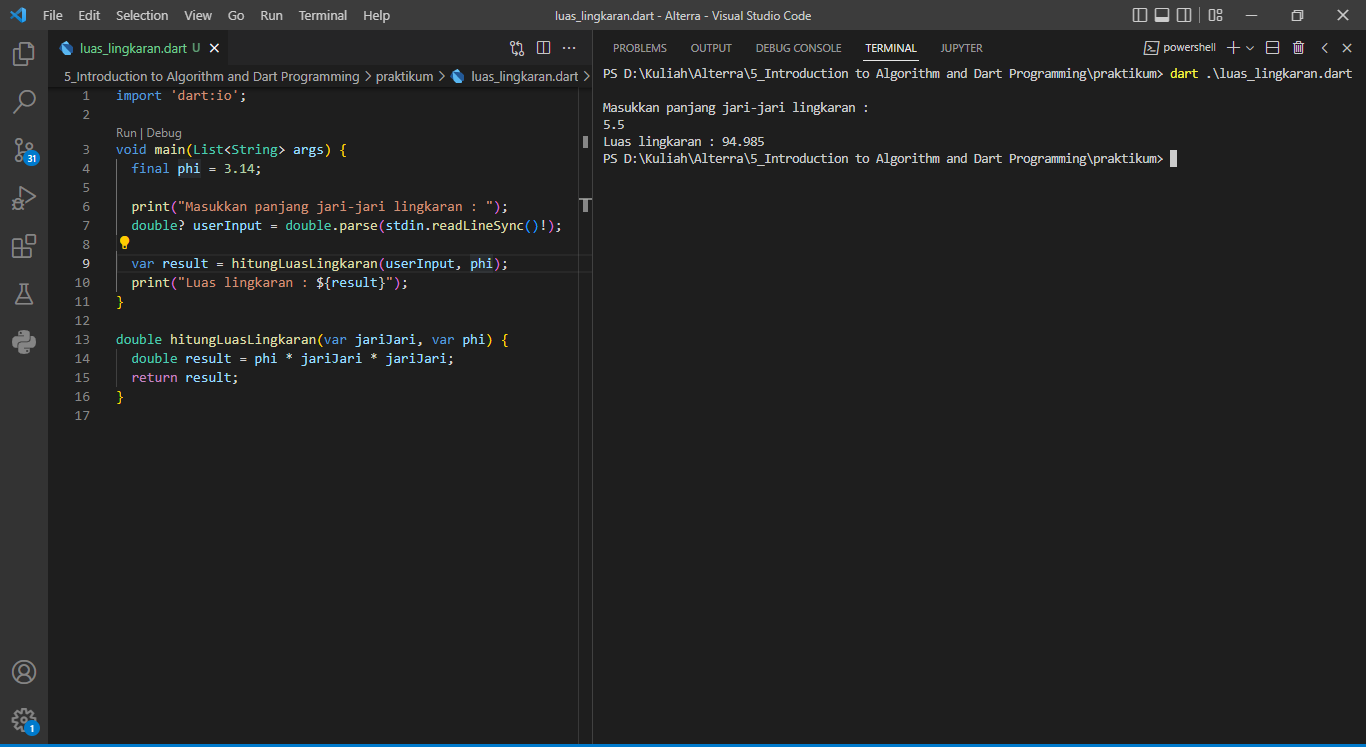 File Edit Selection View Go Run Terminal Help luas_lingkaran.dart - Alterra - Visual Studio Code
luas_lingkaran.dart U
5_Introduction to Algorithm and Dart Programming > praktikum > luas_lingkaran.dart >
1 import 'dart:io';
2
Run | Debug
3 void main(List<String> args) {
4 final phi = 3.14;
5
6 print("Masukkan panjang jari-jari lingkaran : ");
7 double? userInput = double.parse(stdin.readLineSync()!);
8
9 var result = hitungLuasLingkaran(userInput, phi);
10 print("Luas lingkaran : ${result}");
11 }
12
13 double hitungLuasLingkaran(var jariJari, var phi) {
14 double result = phi * jariJari * jariJari;
15 return result;
16 }
17
31
1
PROBLEMS OUTPUT DEBUG CONSOLE TERMINAL JUPYTER powershell
PS D:\Kuliah\Alterra\5_Introduction to Algorithm and Dart Programming\praktikum> dart .\luas_lingkaran.dart
Masukkan panjang jari-jari lingkaran :
5.5
Luas lingkaran : 94.985
PS D:\Kuliah\Alterra\5_Introduction to Algorithm and Dart Programming\praktikum>